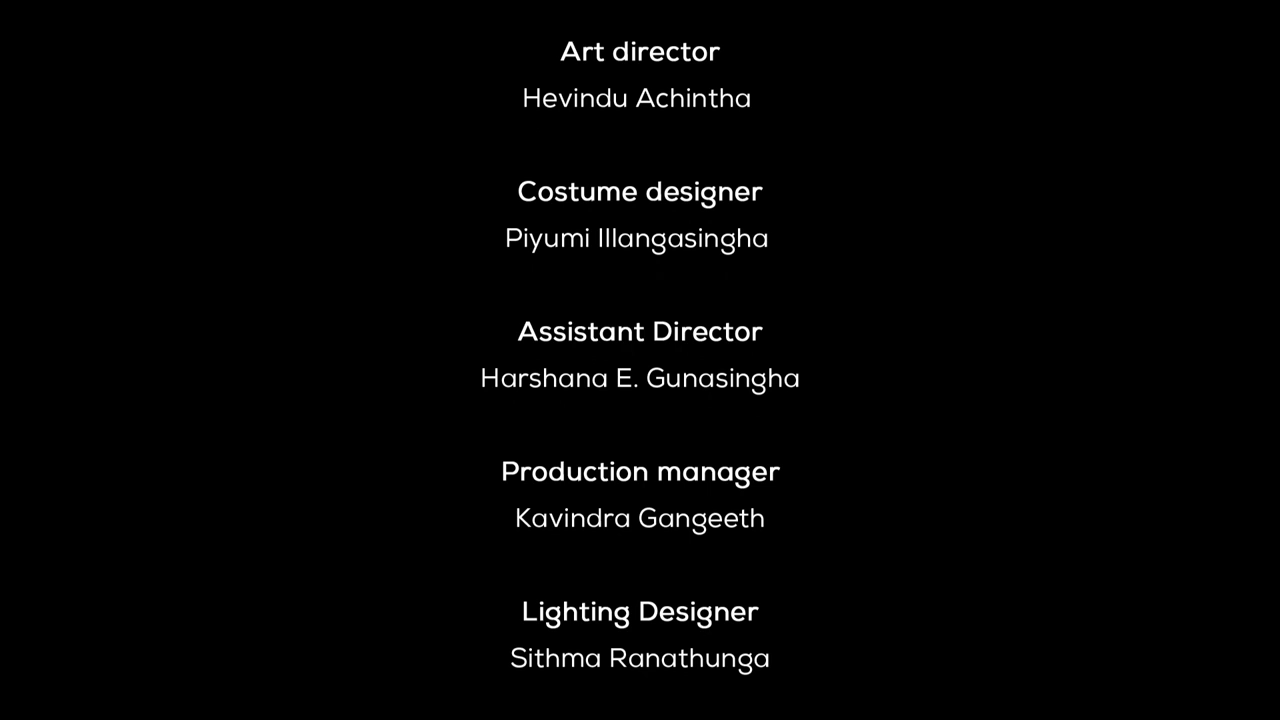 Art director
Hevindu Achintha
Costume designer
Piyumi Illangasingha
Assistant Director
Harshana E. Gunasingha
Production manager
Kavindra Gangeeth
Lighting Designer
Sithma Ranathunga